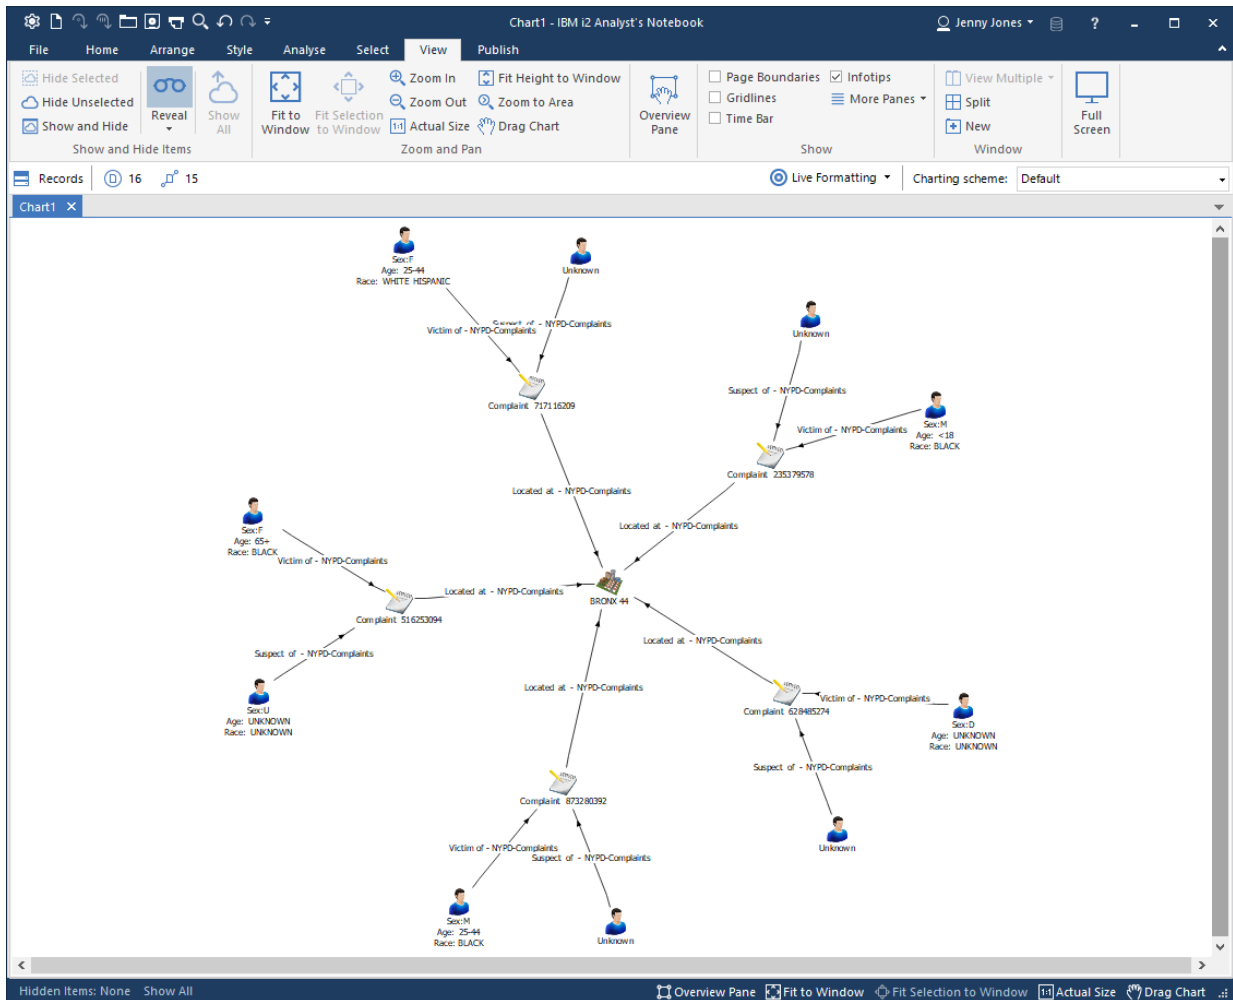 Chart1 - IBM i2 Analyst's Notebook
Jenny Jones
?
File Home Arrange Style Analyse Select View Publish
Hide Selected
Hide Unselected
Show and Hide
Reveal
Show All
Show and Hide Items
Fit to Window
Fit Selection to Window
Zoom In
Zoom Out
1:1 Actual Size
Fit Height to Window
Zoom to Area
Drag Chart
Zoom and Pan
Overview Pane
Page Boundaries
Gridlines
Time Bar
Infotips
More Panes
Show
View Multiple
Split
New
Window
Full Screen
Records 16 15
Live Formatting
Charting scheme: Default
Chart1
Sex:F
Age: 25-44
Race: WHITE HISPANIC
Unknown
Suspect of - NYPD-Complaints
Victim of - NYPD-Complaints
Complaint 717116209
Unknown
Suspect of - NYPD-Complaints
Sex:M
Age: <18
Race: BLACK
Victim of - NYPD-Complaints
Complaint 235379578
Located at - NYPD-Complaints
Located at - NYPD-Complaints
Sex:F
Age: 65+
Race: BLACK
Victim of - NYPD-Complaints
Located at - NYPD-Complaints
BRONX 44
Complaint 516253094
Suspect of - NYPD-Complaints
Sex:U
Age: UNKNOWN
Race: UNKNOWN
Located at - NYPD-Complaints
Located at - NYPD-Complaints
Victim of - NYPD-Complaints
Complaint 628485274
Sex:D
Age: UNKNOWN
Race: UNKNOWN
Suspect of - NYPD-Complaints
Unknown
Complaint 873280392
Victim of - NYPD-Complaints
Suspect of - NYPD-Complaints
Sex:M
Age: 25-44
Race: BLACK
Unknown
Hidden Items: None Show All
Overview Pane Fit to Window Fit Selection to Window 1:1 Actual Size Drag Chart